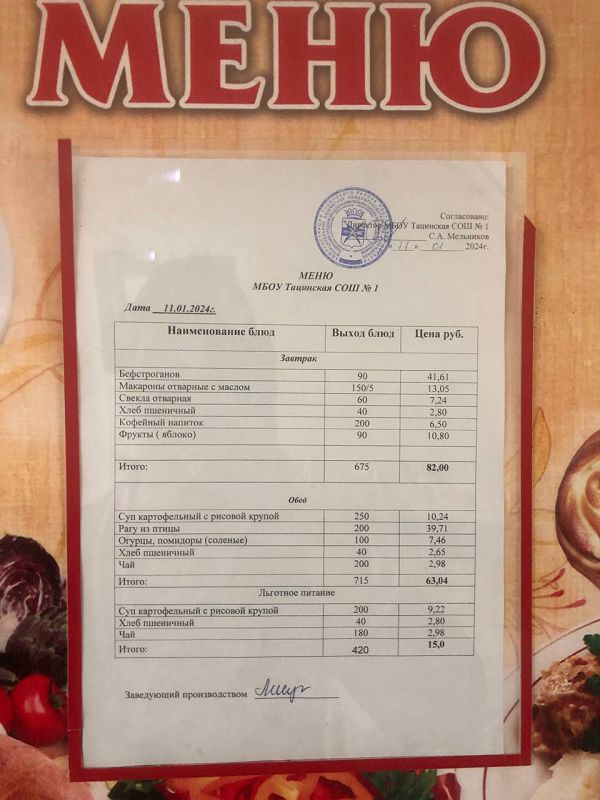 МЕНЮ
Согласовано:
Директор МБОУ Тацинская СОШ № 1
С.А. Мельников
« 11 » 01 2024г.
МЕНЮ
МБОУ Тацинская СОШ № 1
Дата 11.01.2024г.
Наименование блюд Выход блюд Цена руб.
Завтрак
Бефстроганов 90 41,61
Макароны отварные с маслом 150/5 13,05
Свекла отварная 60 7,24
Хлеб пшеничный 40 2,80
Кофейный напиток 200 6,50
Фрукты ( яблоко) 90 10,80
Итого: 675 82,00
Обед
Суп картофельный с рисовой крупой 250 10,24
Рагу из птицы 200 39,71
Огурцы, помидоры (соленые) 100 7,46
Хлеб пшеничный 40 2,65
Чай 200 2,98
Итого: 715 63,04
Льготное питание
Суп картофельный с рисовой крупой 200 9,22
Хлеб пшеничный 40 2,80
Чай 180 2,98
Итого: 420 15,0
Заведующий производством